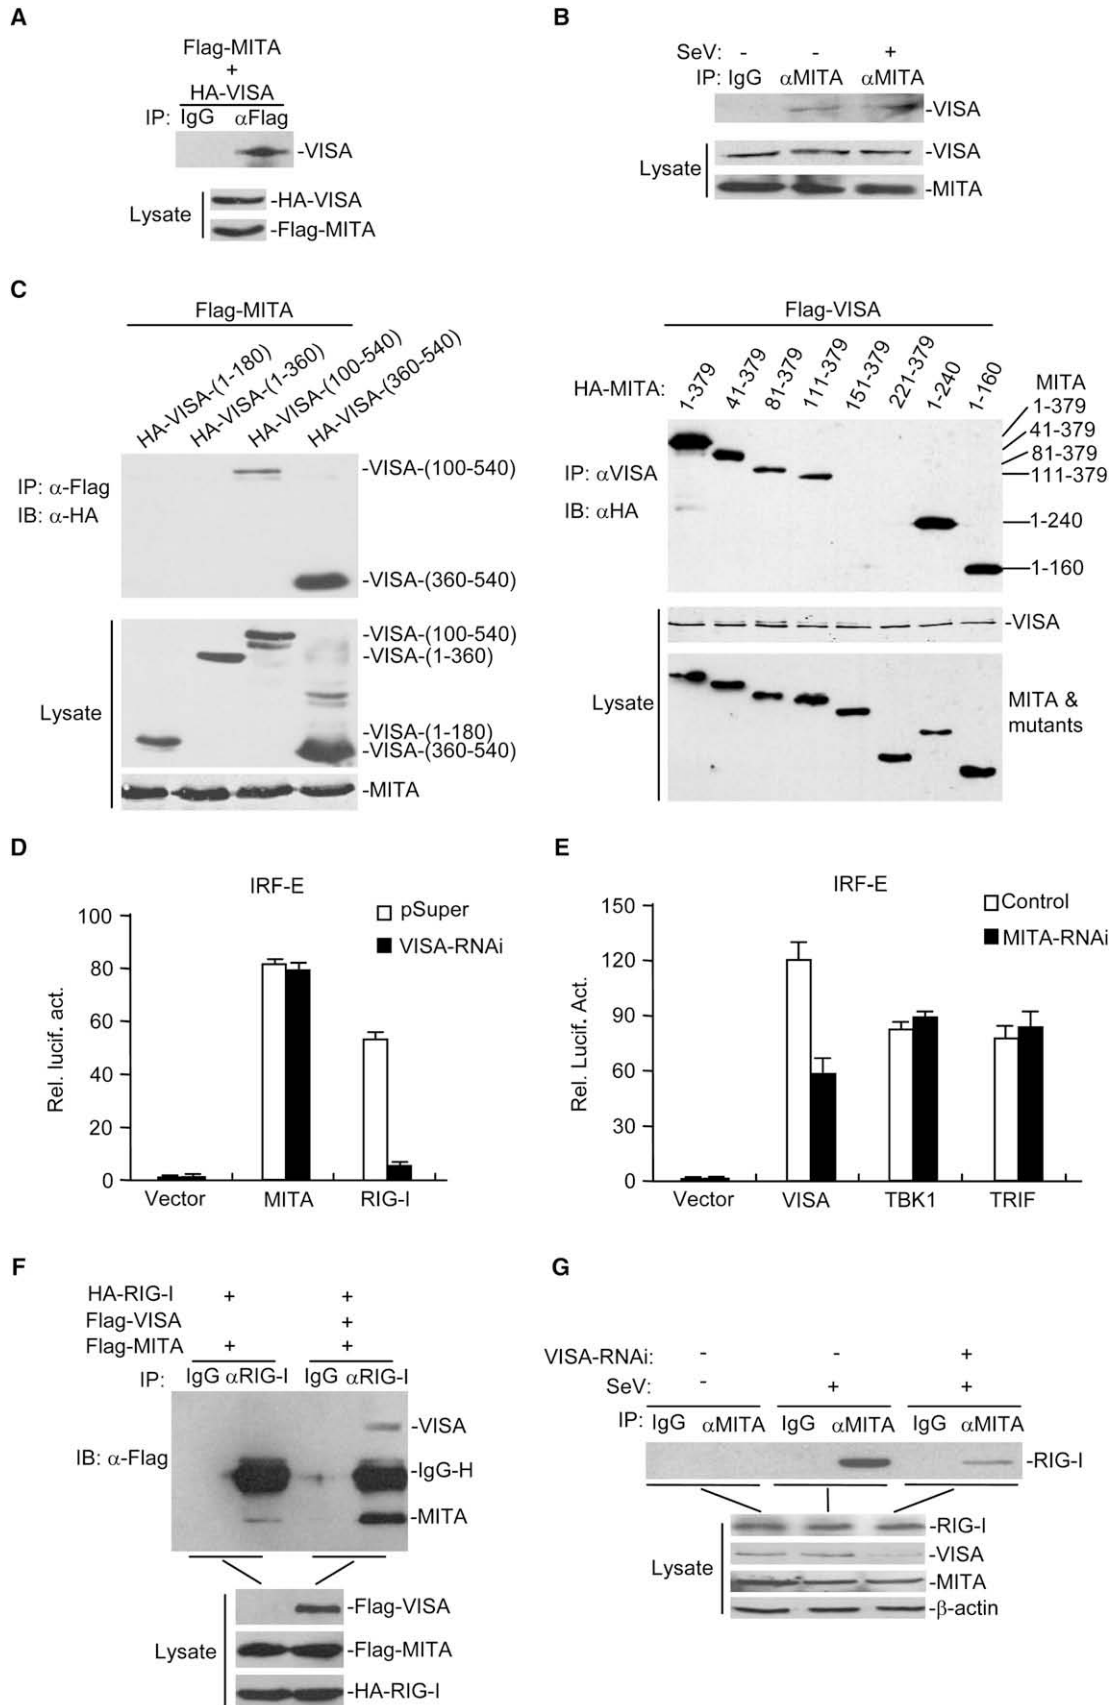 A
Flag-MITA
+
HA-VISA
IP: IgG αFlag
-VISA
-HA-VISA
Lysate
-Flag-MITA
B
SeV: - - +
IP: IgG αMITA αMITA
-VISA
-VISA
Lysate
-MITA
C
Flag-MITA
HA-VISA-(1-180)
HA-VISA-(1-360)
HA-VISA-(100-540)
HA-VISA-(360-540)
IP: α-Flag
IB: α-HA
-VISA-(100-540)
-VISA-(360-540)
-VISA-(100-540)
-VISA-(1-360)
Lysate
-VISA-(1-180)
-VISA-(360-540)
-MITA
Flag-VISA
HA-MITA: 1-379 41-379 81-379 111-379 151-379 221-379 1-240 1-160
MITA
1-379
41-379
81-379
111-379
IP: αVISA
IB: αHA
1-240
1-160
-VISA
Lysate
MITA &
mutants
D
IRF-E
pSuper
VISA-RNAi
Rel. lucif. act.
100
80
60
40
20
0
Vector MITA RIG-I
E
IRF-E
Control
MITA-RNAi
Rel. Lucif. Act.
150
120
90
60
30
0
Vector VISA TBK1 TRIF
F
HA-RIG-I + +
Flag-VISA +
Flag-MITA + +
IP: IgG αRIG-I IgG αRIG-I
-VISA
IB: α-Flag
-IgG-H
-MITA
-Flag-VISA
Lysate
-Flag-MITA
-HA-RIG-I
G
VISA-RNAi: - - +
SeV: - + +
IP: IgG αMITA IgG αMITA IgG αMITA
-RIG-I
-RIG-I
Lysate
-VISA
-MITA
-β-actin